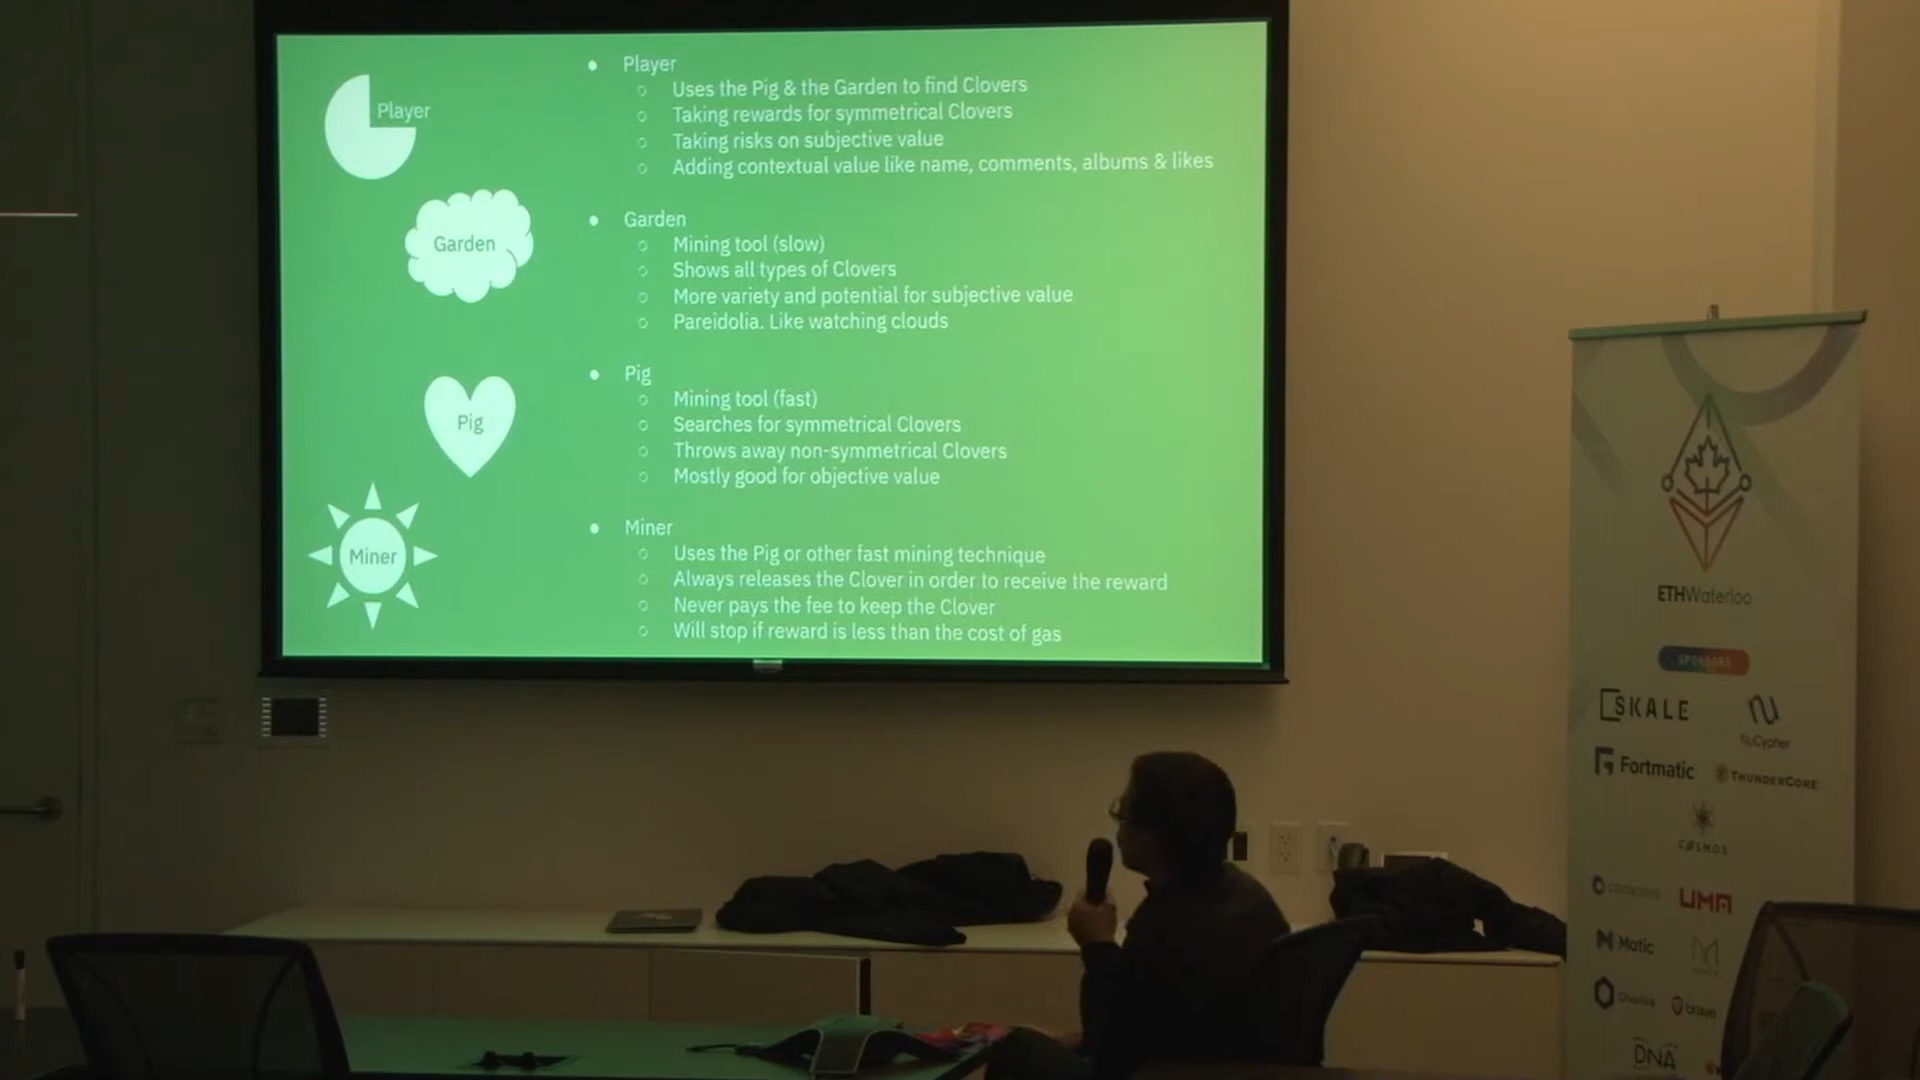 Player
Garden
Pig
Miner
● Player
○ Uses the Pig & the Garden to find Clovers
○ Taking rewards for symmetrical Clovers
○ Taking risks on subjective value
○ Adding contextual value like name, comments, albums & likes
● Garden
○ Mining tool (slow)
○ Shows all types of Clovers
○ More variety and potential for subjective value
○ Pareidolia. Like watching clouds
● Pig
○ Mining tool (fast)
○ Searches for symmetrical Clovers
○ Throws away non-symmetrical Clovers
○ Mostly good for objective value
● Miner
○ Uses the Pig or other fast mining technique
○ Always releases the Clover in order to receive the reward
○ Never pays the fee to keep the Clover
○ Will stop if reward is less than the cost of gas
ETHWaterloo
SPONSORS
SKALE
NuCypher
Fortmatic
THUNDERCORE
COSMOS
UMA
Matic
brave
DNA